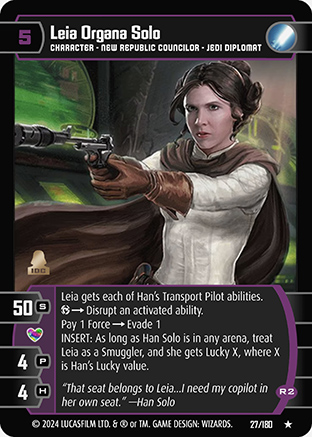 5
Leia Organa Solo
CHARACTER - NEW REPUBLIC COUNCILOR - JEDI DIPLOMAT
IDC
50 S
4 P
4 H
Leia gets each of Han's Transport Pilot abilities.
→ Disrupt an activated ability.
Pay 1 Force → Evade 1
INSERT: As long as Han Solo is in any arena, treat
Leia as a Smuggler, and she gets Lucky X, where X
is Han's Lucky value.
"That seat belongs to Leia...I need my copilot in
her own seat." —Han Solo
R2
© 2024 LUCASFILM LTD. & ® OR TM. GAME DESIGN: WIZARDS.
27/180